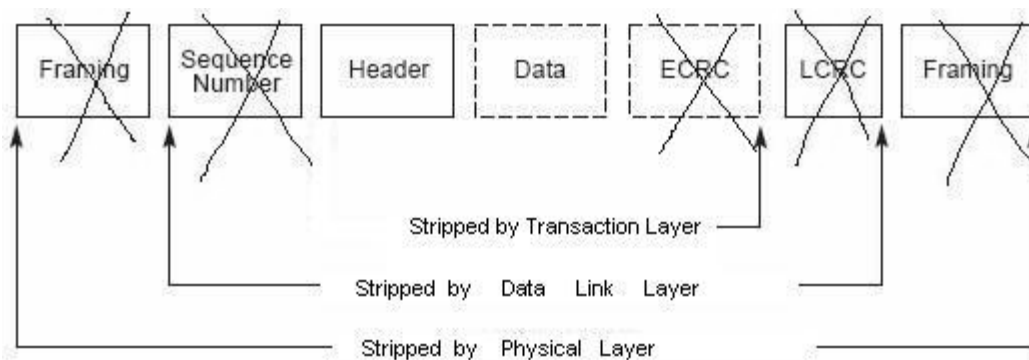 Framing
Sequence
Number
Header
Data
ECRC
LCRC
Framing
Stripped by Transaction Layer
Stripped by Data Link Layer
Stripped by Physical Layer